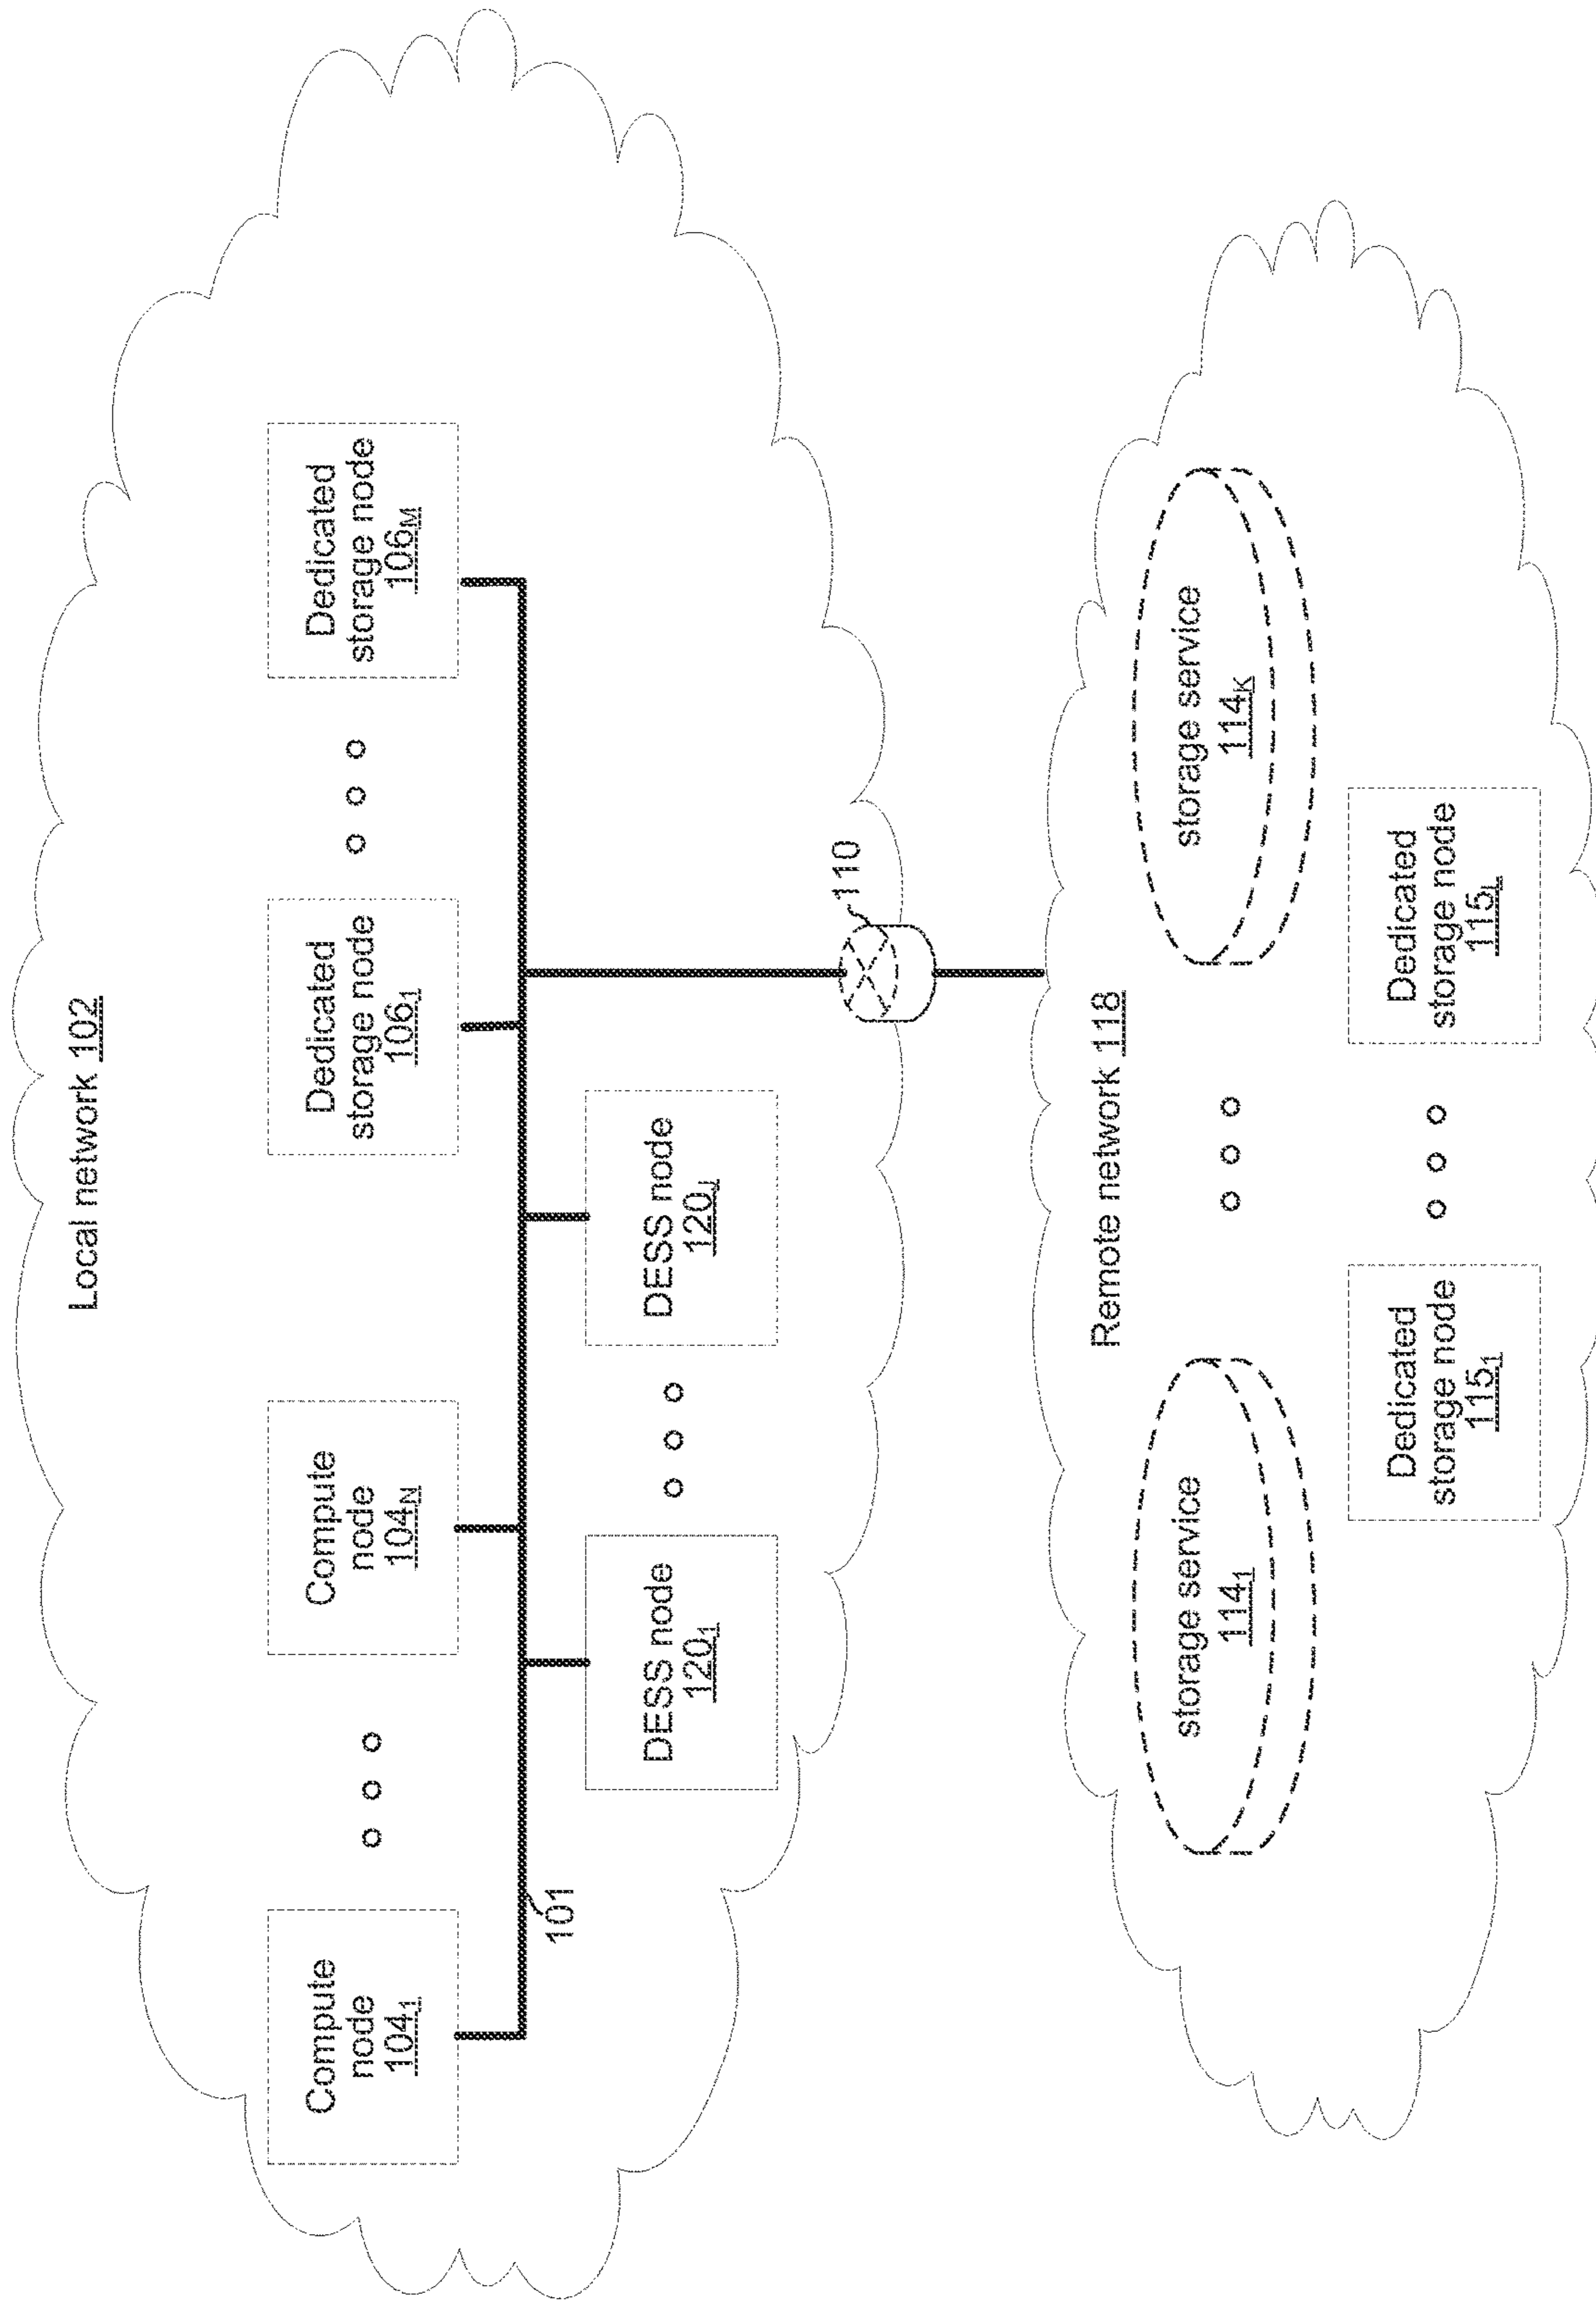 Local network 102
Compute
node
104₁
Compute
node
104N
Dedicated
storage node
106₁
Dedicated
storage node
106M
101
DESS node
120₁
DESS node
120J
110
Remote network 118
storage service
114₁
storage service
114K
Dedicated
storage node
115₁
Dedicated
storage node
115L